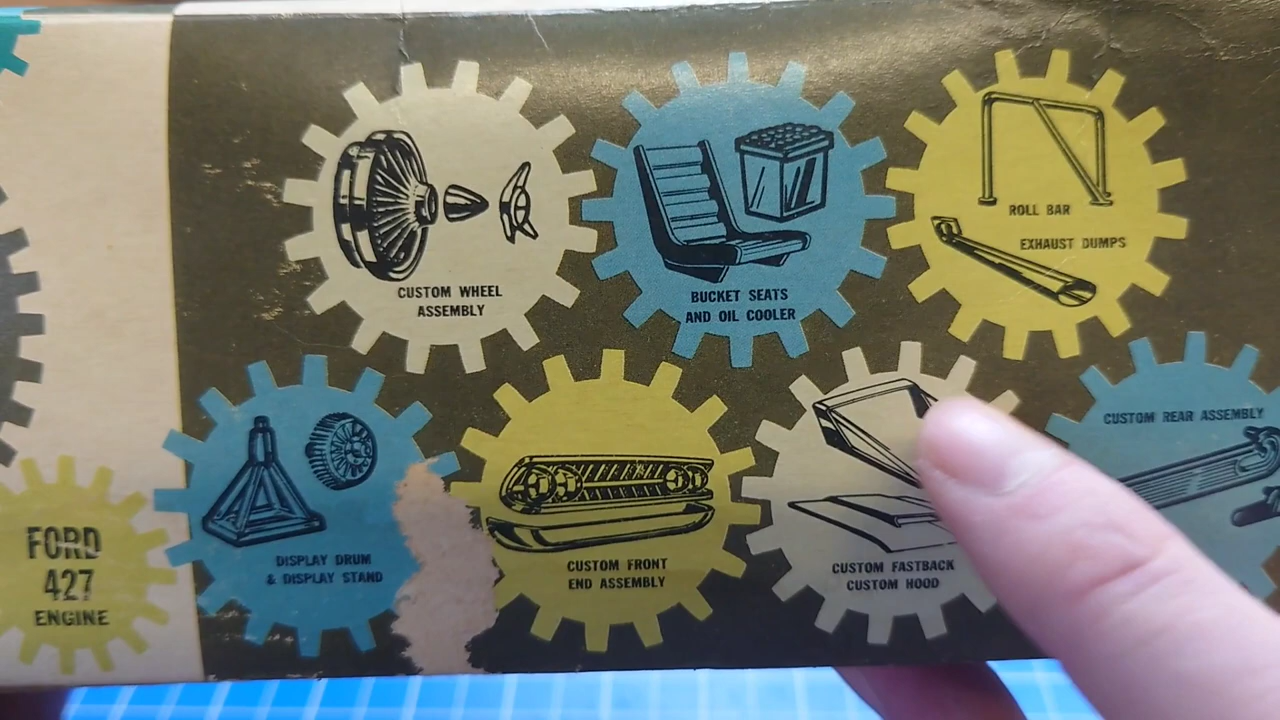 CUSTOM WHEEL
ASSEMBLY
BUCKET SEATS
AND OIL COOLER
ROLL BAR
EXHAUST DUMPS
FORD
427
ENGINE
DISPLAY DRUM
& DISPLAY STAND
CUSTOM FRONT
END ASSEMBLY
CUSTOM FASTBACK
CUSTOM HOOD
CUSTOM REAR ASSEMBLY